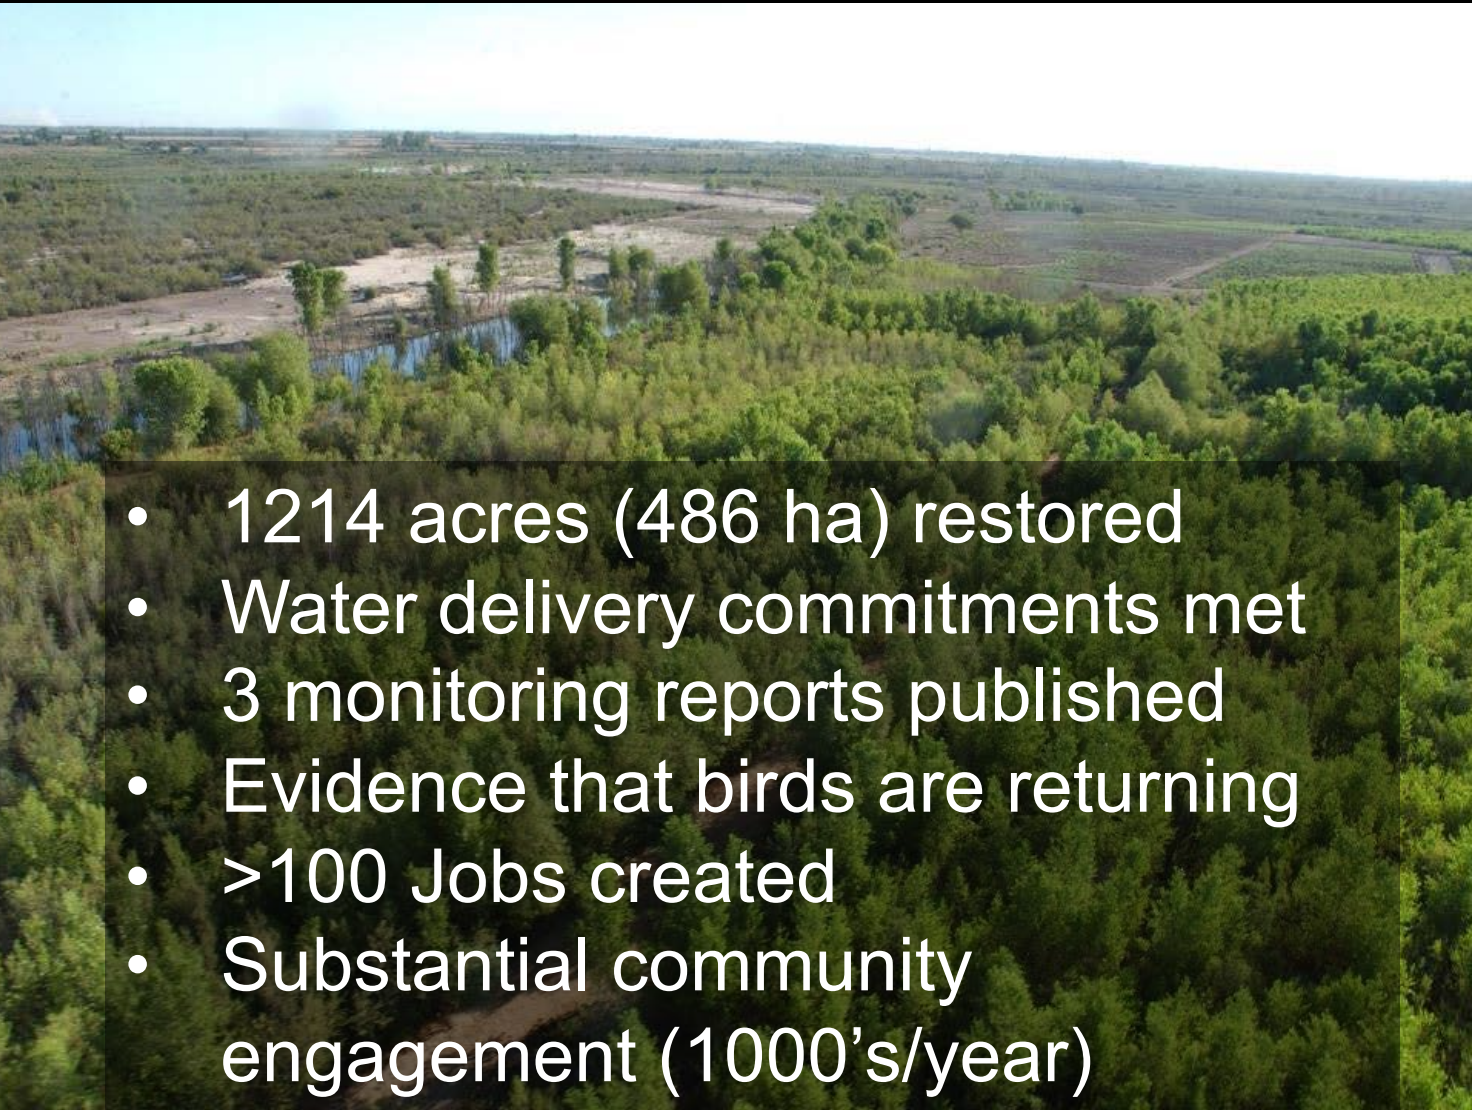 • 1214 acres (486 ha) restored
• Water delivery commitments met
• 3 monitoring reports published
• Evidence that birds are returning
• >100 Jobs created
• Substantial community
engagement (1000’s/year)